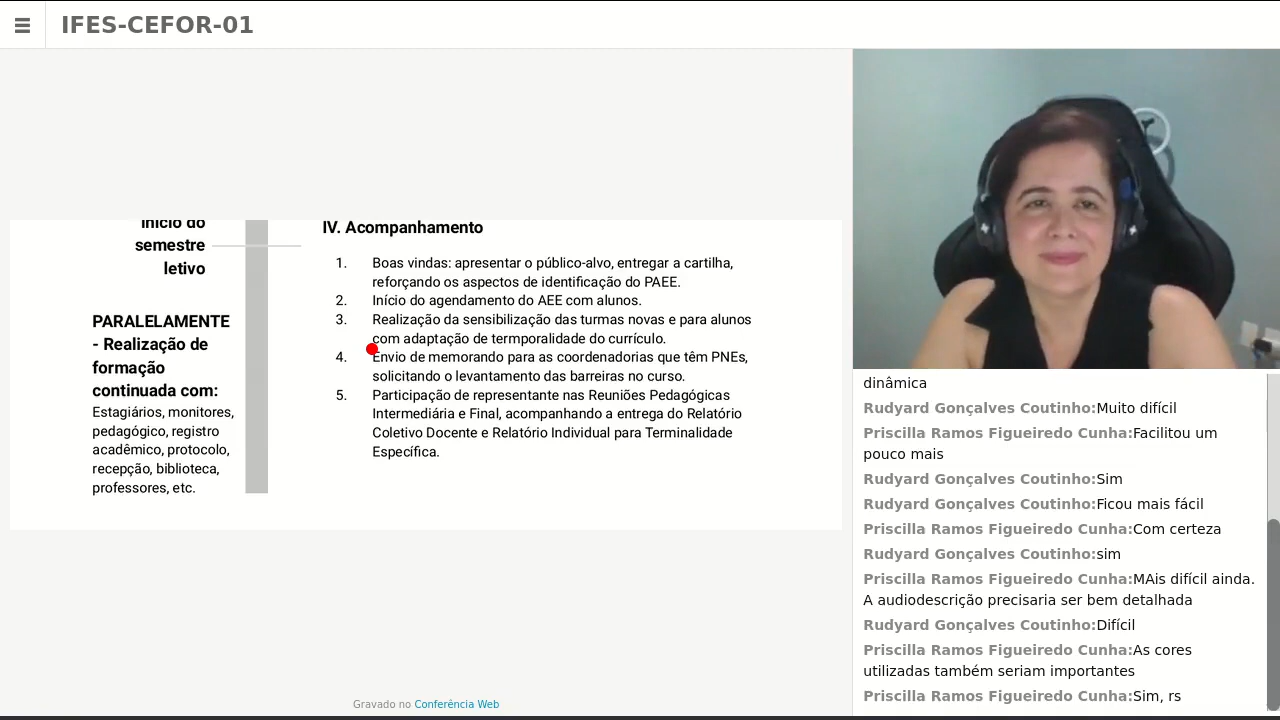 IFES-CEFOR-01
Início do
semestre
letivo
PARALELAMENTE
- Realização de
formação
continuada com:
Estagiários, monitores,
pedagógico, registro
acadêmico, protocolo,
recepção, biblioteca,
professores, etc.
IV. Acompanhamento
1. Boas vindas: apresentar o público-alvo, entregar a cartilha,
reforçando os aspectos de identificação do PAEE.
2. Início do agendamento do AEE com alunos.
3. Realização da sensibilização das turmas novas e para alunos
com adaptação de termporalidade do currículo.
4. Envio de memorando para as coordenadorias que têm PNEs,
solicitando o levantamento das barreiras no curso.
5. Participação de representante nas Reuniões Pedagógicas
Intermediária e Final, acompanhando a entrega do Relatório
Coletivo Docente e Relatório Individual para Terminalidade
Específica.
Gravado no Conferência Web
dinâmica
Rudyard Gonçalves Coutinho:Muito difícil
Priscilla Ramos Figueiredo Cunha:Facilitou um
pouco mais
Rudyard Gonçalves Coutinho:Sim
Rudyard Gonçalves Coutinho:Ficou mais fácil
Priscilla Ramos Figueiredo Cunha:Com certeza
Rudyard Gonçalves Coutinho:sim
Priscilla Ramos Figueiredo Cunha:MAis difícil ainda.
A audiodescrição precisaria ser bem detalhada
Rudyard Gonçalves Coutinho:Difícil
Priscilla Ramos Figueiredo Cunha:As cores
utilizadas também seriam importantes
Priscilla Ramos Figueiredo Cunha:Sim, rs